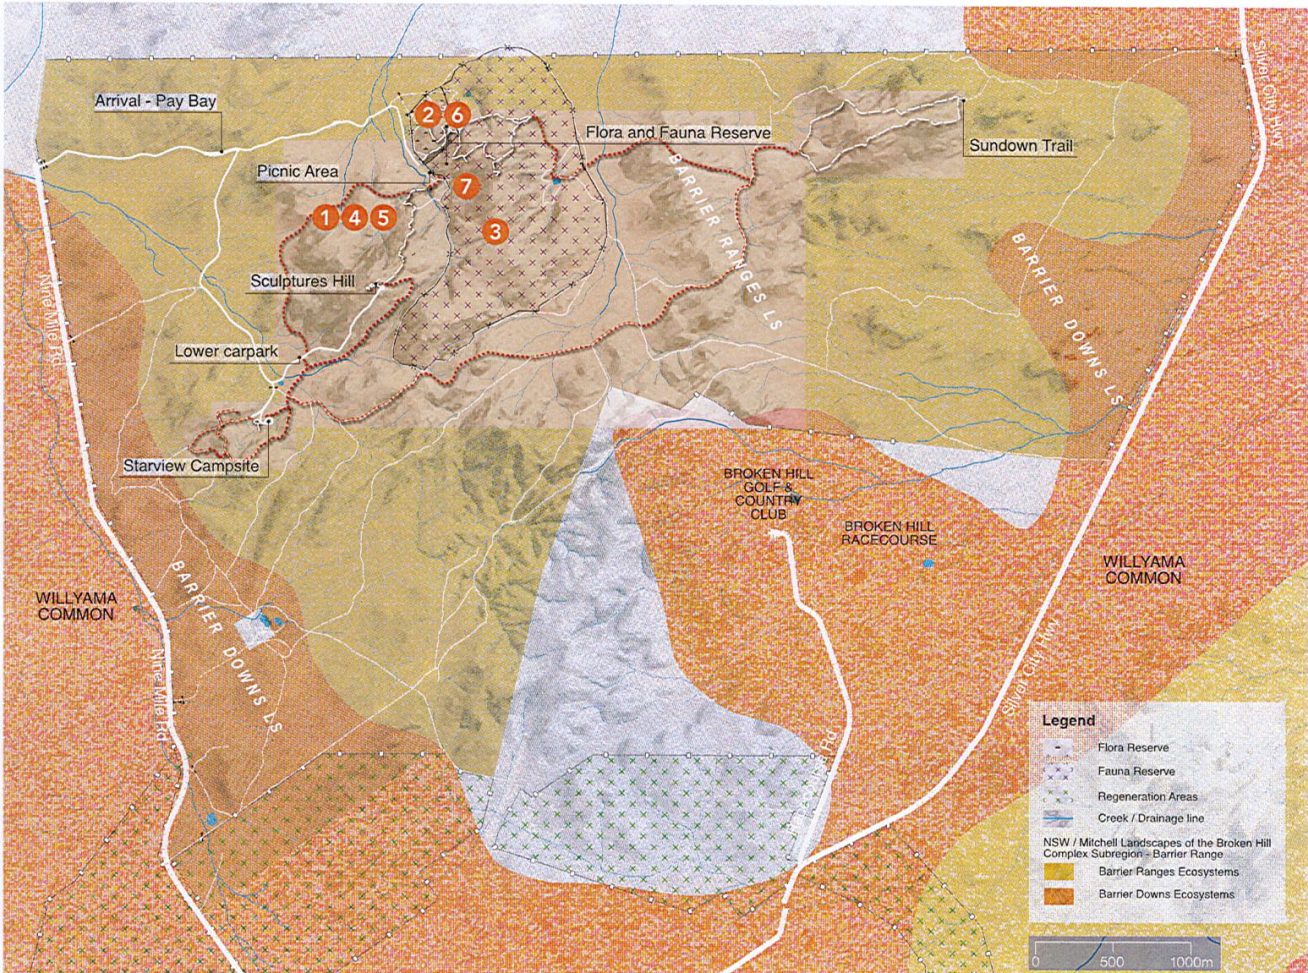 Arrival - Pay Bay
2
6
Flora and Fauna Reserve
Sundown Trail
Silver City Hwy
Picnic Area
7
1
4
5
3
BARRIER RANGES LS
BARRIER DOWNS LS
Sculptures Hill
Nine Mile Rd
Lower carpark
Starview Campsite
BROKEN HILL
GOLF &
COUNTRY
CLUB
BROKEN HILL
RACECOURSE
WILLYAMA
COMMON
WILLYAMA
COMMON
BARRIER DOWNS LS
Nine Mile Rd
Silver City Hwy
Rd
Legend
Flora Reserve
Fauna Reserve
Regeneration Areas
Creek / Drainage line
NSW / Mitchell Landscapes of the Broken Hill
Complex Subregion - Barrier Range
Barrier Ranges Ecosystems
Barrier Downs Ecosystems
0
500
1000m